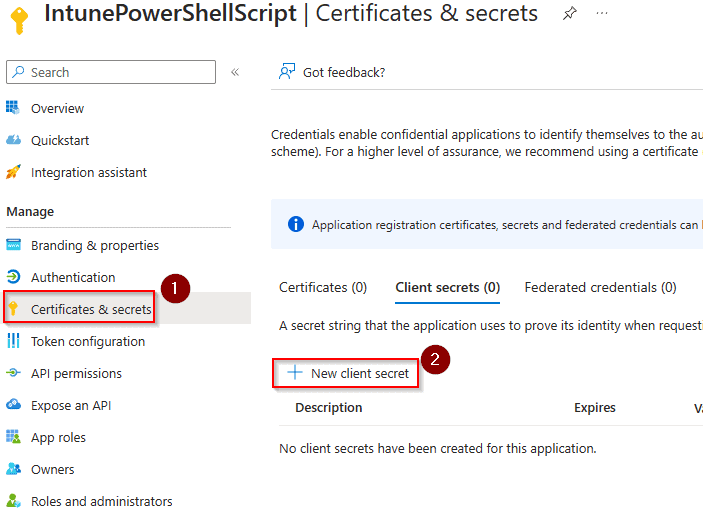 IntunePowerShellScript | Certificates & secrets
Search
Got feedback?
Overview
Quickstart
Integration assistant
Credentials enable confidential applications to identify themselves to the au
scheme). For a higher level of assurance, we recommend using a certificate
Manage
Application registration certificates, secrets and federated credentials can
Branding & properties
Authentication
1
Certificates & secrets
Token configuration
API permissions
Expose an API
App roles
Owners
Roles and administrators
Certificates (0) Client secrets (0) Federated credentials (0)
A secret string that the application uses to prove its identity when requesti
2
New client secret
Description Expires Va
No client secrets have been created for this application.